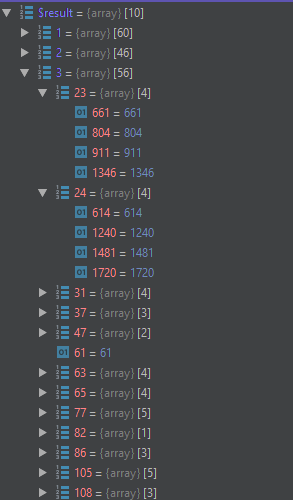 $result = {array} [10]
1 = {array} [60]
2 = {array} [46]
3 = {array} [56]
23 = {array} [4]
661 = 661
804 = 804
911 = 911
1346 = 1346
24 = {array} [4]
614 = 614
1240 = 1240
1481 = 1481
1720 = 1720
31 = {array} [4]
37 = {array} [3]
47 = {array} [2]
61 = 61
63 = {array} [4]
65 = {array} [4]
77 = {array} [5]
82 = {array} [1]
86 = {array} [3]
105 = {array} [5]
108 = {array} [3]